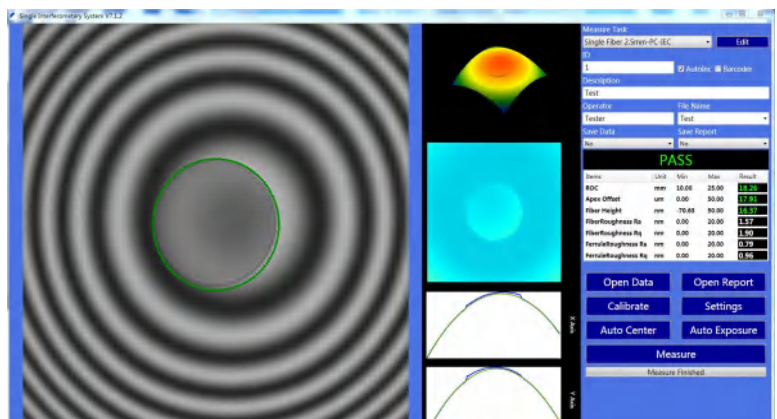 Single Interferometery System V7.1.2
Measure Task
Single Fiber 2.5mm-PC-IEC Edit
ID
1 AutoInc Barcoder
Description
Test
Operator File Name
Tester Test
Save Data Save Report
No No
PASS
Items Unit Min Max Result
ROC mm 10.00 25.00 18.26
Apex Offset um 0.00 50.00 17.91
Fiber Height nm -70.63 50.00 16.37
FiberRoughness Ra nm 0.00 20.00 1.57
FiberRoughness Rq nm 0.00 20.00 1.90
FerruleRoughness Ra nm 0.00 20.00 0.79
FerruleRoughness Rq nm 0.00 20.00 0.96
Open Data Open Report
Calibrate Settings
Auto Center Auto Exposure
Measure
Measure Finished
X Axis
Y Axis